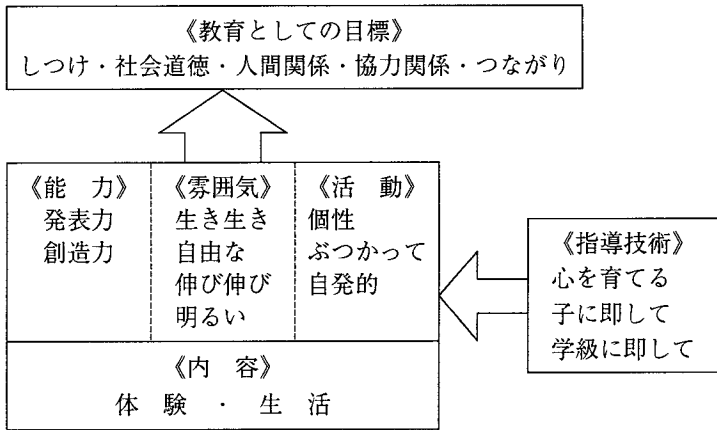 《教育としての目標》
しつけ・社会道徳・人間関係・協力関係・つながり
《能　力》
発表力
創造力
《雰囲気》
生き生き
自由な
伸び伸び
明るい
《活　動》
個性
ぶつかって
自発的
《指導技術》
心を育てる
子に即して
学級に即して
《内　容》
体　験　・　生　活